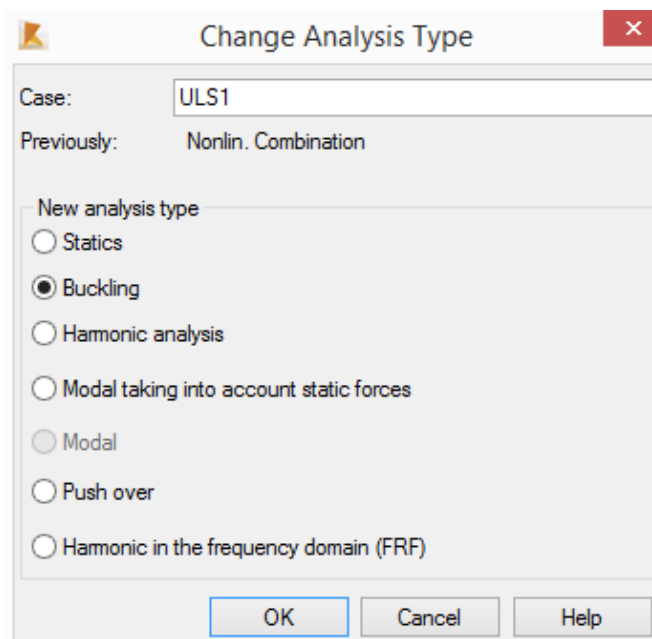 Change Analysis Type
Case: ULS1
Previously: Nonlin. Combination
New analysis type
Statics
Buckling
Harmonic analysis
Modal taking into account static forces
Modal
Push over
Harmonic in the frequency domain (FRF)
OK Cancel Help